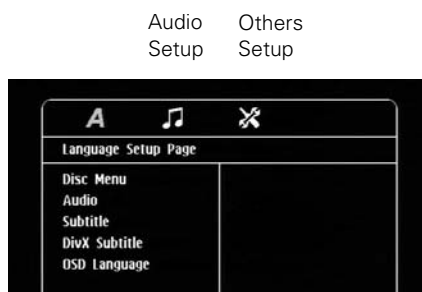 Audio Setup
Others Setup
A
Language Setup Page
Disc Menu
Audio
Subtitle
DivX Subtitle
OSD Language